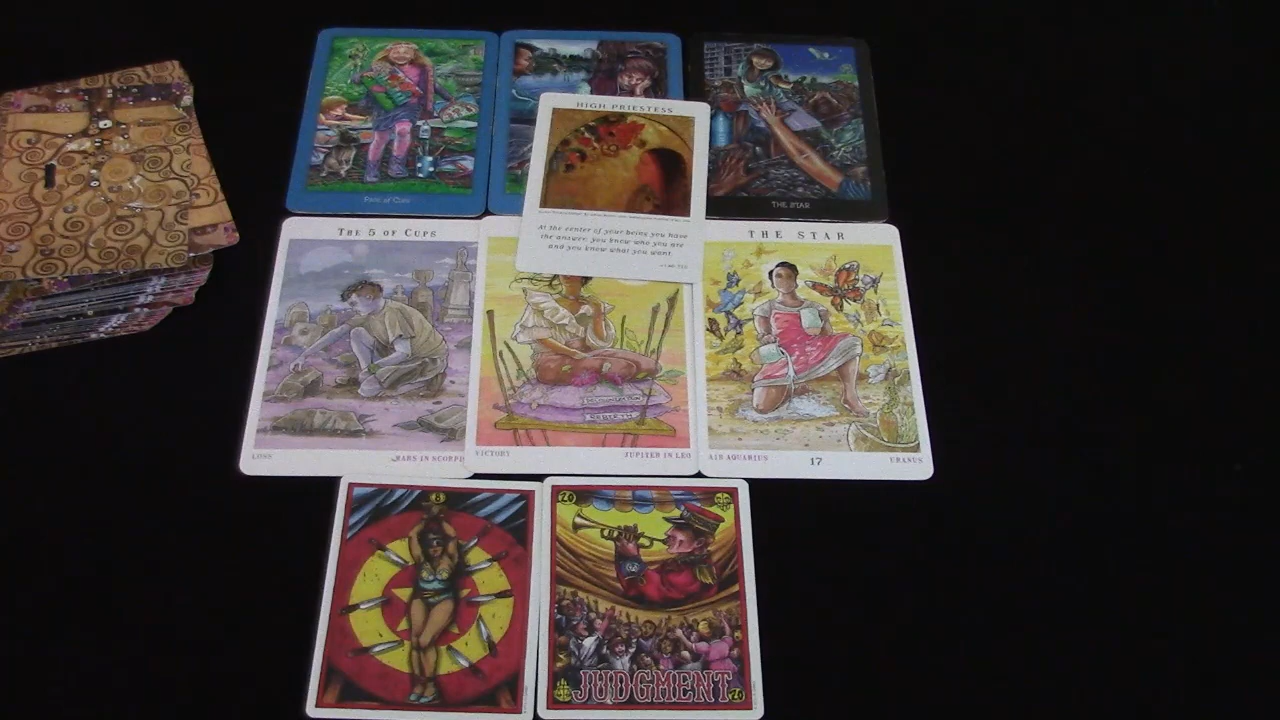 Page of Cups
THE STAR
HIGH PRIESTESS
At the center of your being you have
the answer; you know who you are
and you know what you want.
THE 5 OF CUPS
LOSS
MARS IN SCORPIO
REBIRTH
VICTORY
JUPITER IN LEO
THE STAR
AIR AQUARIUS
17
URANUS
8
20
JUDGMENT
20